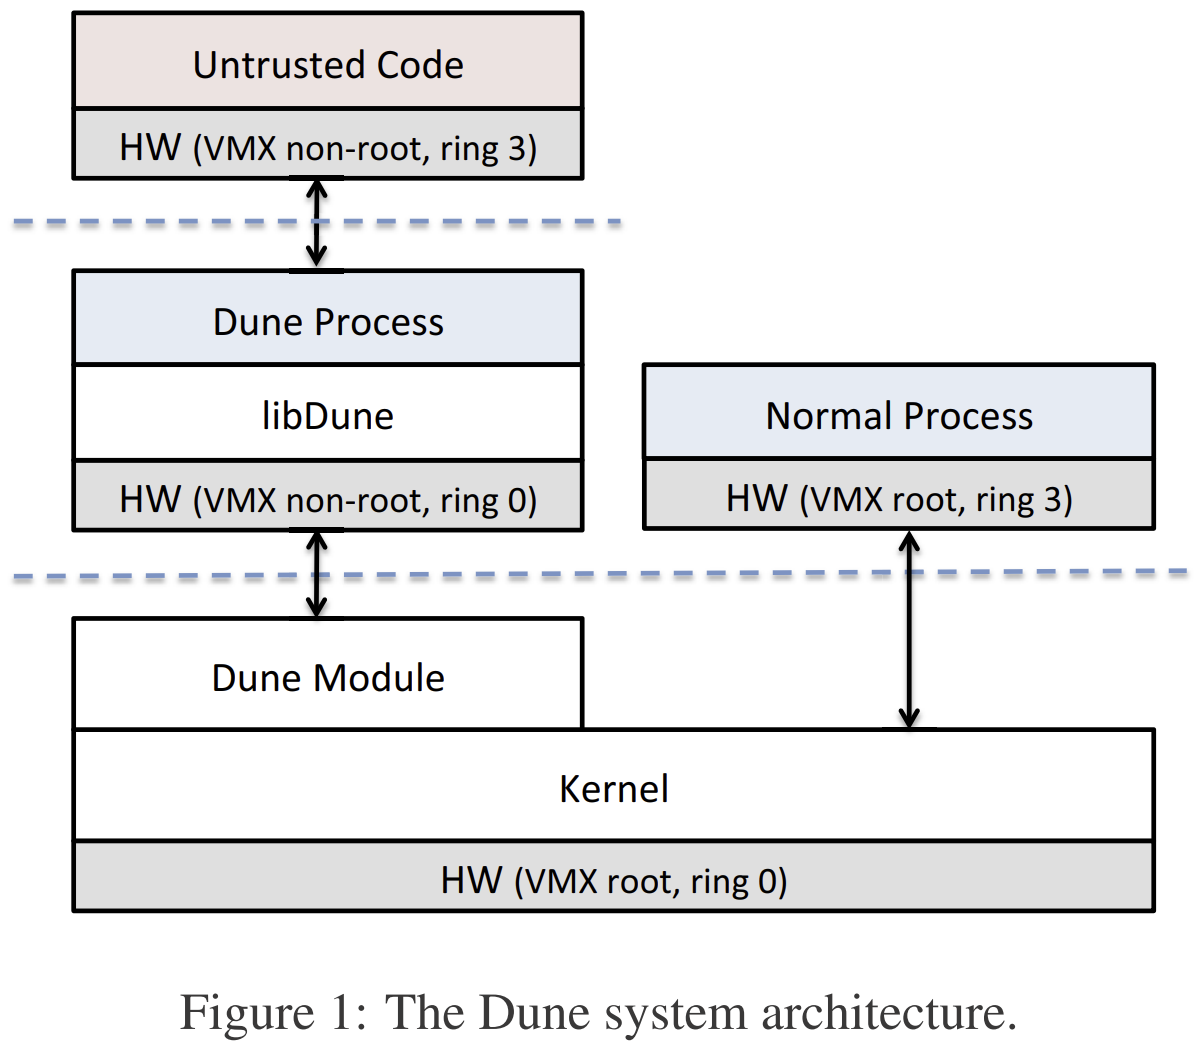 Untrusted Code
HW (VMX non-root, ring 3)
Dune Process
libDune
HW (VMX non-root, ring 0)
Normal Process
HW (VMX root, ring 3)
Dune Module
Kernel
HW (VMX root, ring 0)
Figure 1: The Dune system architecture.